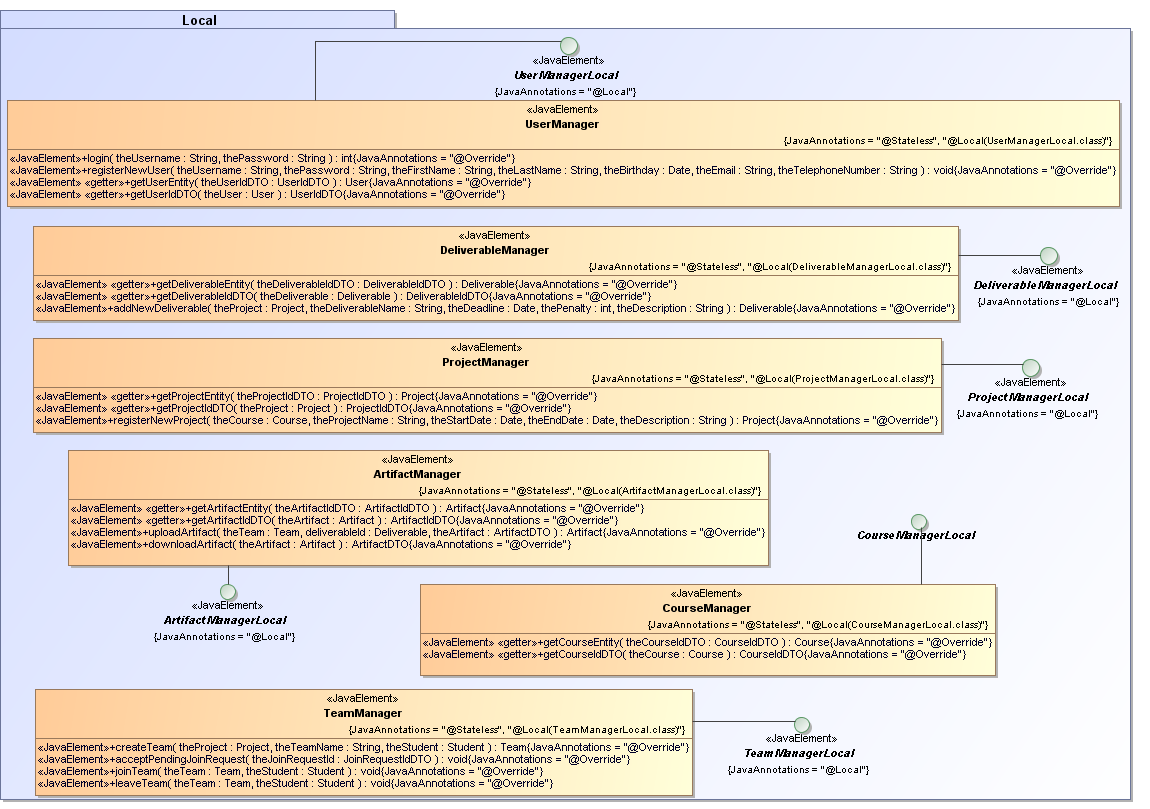 Local
«JavaElement»
UserManagerLocal
{JavaAnnotations = "@Local"}
«JavaElement»
UserManager
{JavaAnnotations = "@Stateless", "@Local(UserManagerLocal.class)"}
«JavaElement»+login( theUsername : String, thePassword : String ) : int{JavaAnnotations = "@Override"}
«JavaElement»+registerNewUser( theUsername : String, thePassword : String, theFirstName : String, theLastName : String, theBirthday : Date, theEmail : String, theTelephoneNumber : String ) : void{JavaAnnotations = "@Override"}
«JavaElement» «getter»+getUserEntity( theUserIdDTO : UserIdDTO ) : User{JavaAnnotations = "@Override"}
«JavaElement» «getter»+getUserIdDTO( theUser : User ) : UserIdDTO{JavaAnnotations = "@Override"}
«JavaElement»
DeliverableManager
{JavaAnnotations = "@Stateless", "@Local(DeliverableManagerLocal.class)"}
«JavaElement» «getter»+getDeliverableEntity( theDeliverableIdDTO : DeliverableIdDTO ) : Deliverable{JavaAnnotations = "@Override"}
«JavaElement» «getter»+getDeliverableIdDTO( theDeliverable : Deliverable ) : DeliverableIdDTO{JavaAnnotations = "@Override"}
«JavaElement»+addNewDeliverable( theProject : Project, theDeliverableName : String, theDeadline : Date, thePenalty : int, theDescription : String ) : Deliverable{JavaAnnotations = "@Override"}
«JavaElement»
DeliverableManagerLocal
{JavaAnnotations = "@Local"}
«JavaElement»
ProjectManager
{JavaAnnotations = "@Stateless", "@Local(ProjectManagerLocal.class)"}
«JavaElement» «getter»+getProjectEntity( theProjectIdDTO : ProjectIdDTO ) : Project{JavaAnnotations = "@Override"}
«JavaElement» «getter»+getProjectIdDTO( theProject : Project ) : ProjectIdDTO{JavaAnnotations = "@Override"}
«JavaElement»+registerNewProject( theCourse : Course, theProjectName : String, theStartDate : Date, theEndDate : Date, theDescription : String ) : Project{JavaAnnotations = "@Override"}
«JavaElement»
ProjectManagerLocal
{JavaAnnotations = "@Local"}
«JavaElement»
ArtifactManager
{JavaAnnotations = "@Stateless", "@Local(ArtifactManagerLocal.class)"}
«JavaElement» «getter»+getArtifactEntity( theArtifactIdDTO : ArtifactIdDTO ) : Artifact{JavaAnnotations = "@Override"}
«JavaElement» «getter»+getArtifactIdDTO( theArtifact : Artifact ) : ArtifactIdDTO{JavaAnnotations = "@Override"}
«JavaElement»+uploadArtifact( theTeam : Team, deliverableId : Deliverable, theArtifact : ArtifactDTO ) : Artifact{JavaAnnotations = "@Override"}
«JavaElement»+downloadArtifact( theArtifact : Artifact ) : ArtifactDTO{JavaAnnotations = "@Override"}
CourseManagerLocal
«JavaElement»
ArtifactManagerLocal
{JavaAnnotations = "@Local"}
«JavaElement»
CourseManager
{JavaAnnotations = "@Stateless", "@Local(CourseManagerLocal.class)"}
«JavaElement» «getter»+getCourseEntity( theCourseIdDTO : CourseIdDTO ) : Course{JavaAnnotations = "@Override"}
«JavaElement» «getter»+getCourseIdDTO( theCourse : Course ) : CourseIdDTO{JavaAnnotations = "@Override"}
«JavaElement»
TeamManager
{JavaAnnotations = "@Stateless", "@Local(TeamManagerLocal.class)"}
«JavaElement»+createTeam( theProject : Project, theTeamName : String, theStudent : Student ) : Team{JavaAnnotations = "@Override"}
«JavaElement»+acceptPendingJoinRequest( theJoinRequestId : JoinRequestIdDTO ) : void{JavaAnnotations = "@Override"}
«JavaElement»+joinTeam( theTeam : Team, theStudent : Student ) : void{JavaAnnotations = "@Override"}
«JavaElement»+leaveTeam( theTeam : Team, theStudent : Student ) : void{JavaAnnotations = "@Override"}
«JavaElement»
TeamManagerLocal
{JavaAnnotations = "@Local"}